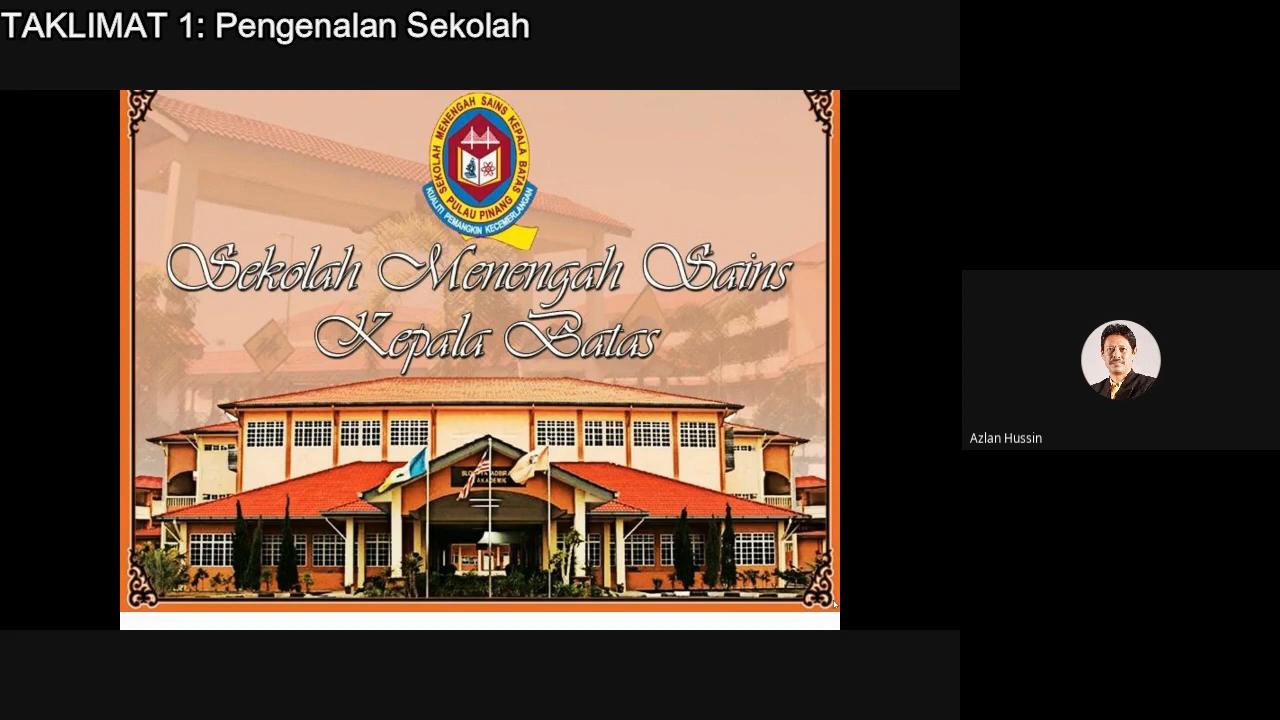 TAKLIMAT 1: Pengenalan Sekolah
SEKOLAH MENENGAH SAINS KEPALA BATAS
PULAU PINANG
KUALITI PEMANGKIN KECEMERLANGAN
Sekolah Menengah Sains
Kepala Batas
AKADEMIK
Azlan Hussin